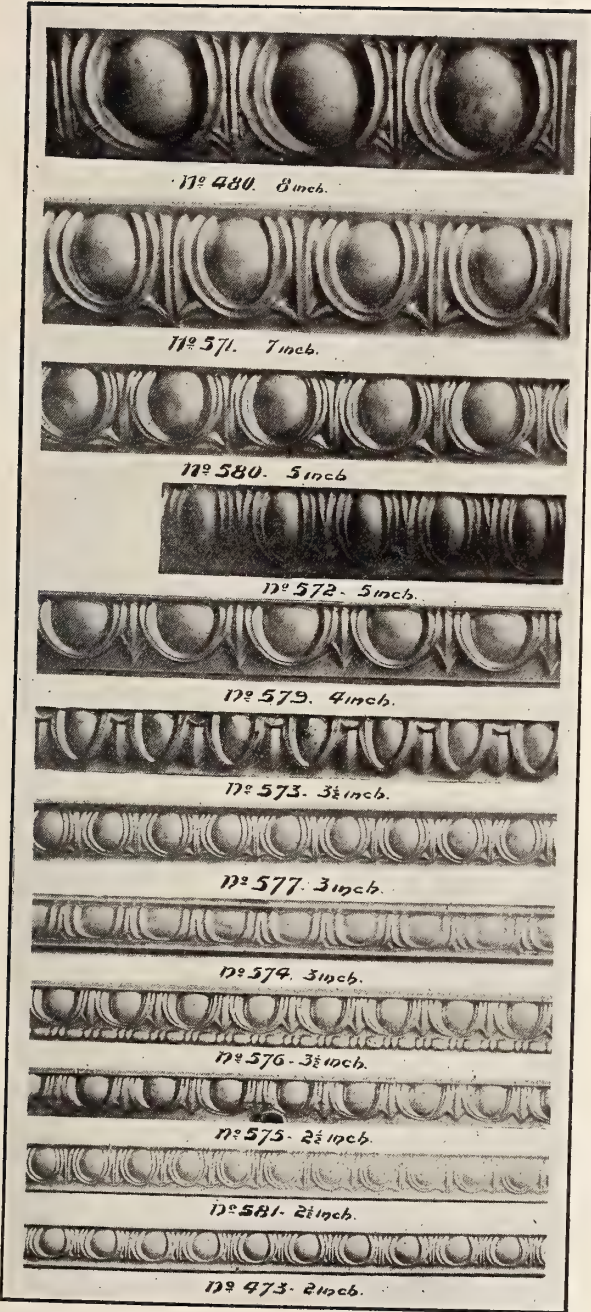 Nº 480. 8 inch.
Nº 571. 7 inch.
Nº 580. 5 inch
Nº 572- 5 inch.
Nº 579. 4 inch.
Nº 573- 3½ inch.
Nº 577. 3 inch.
Nº 574. 3 inch.
Nº 576- 3½ inch.
Nº 575- 2½ inch.
Nº 581- 2½ inch.
Nº 473- 2 inch.